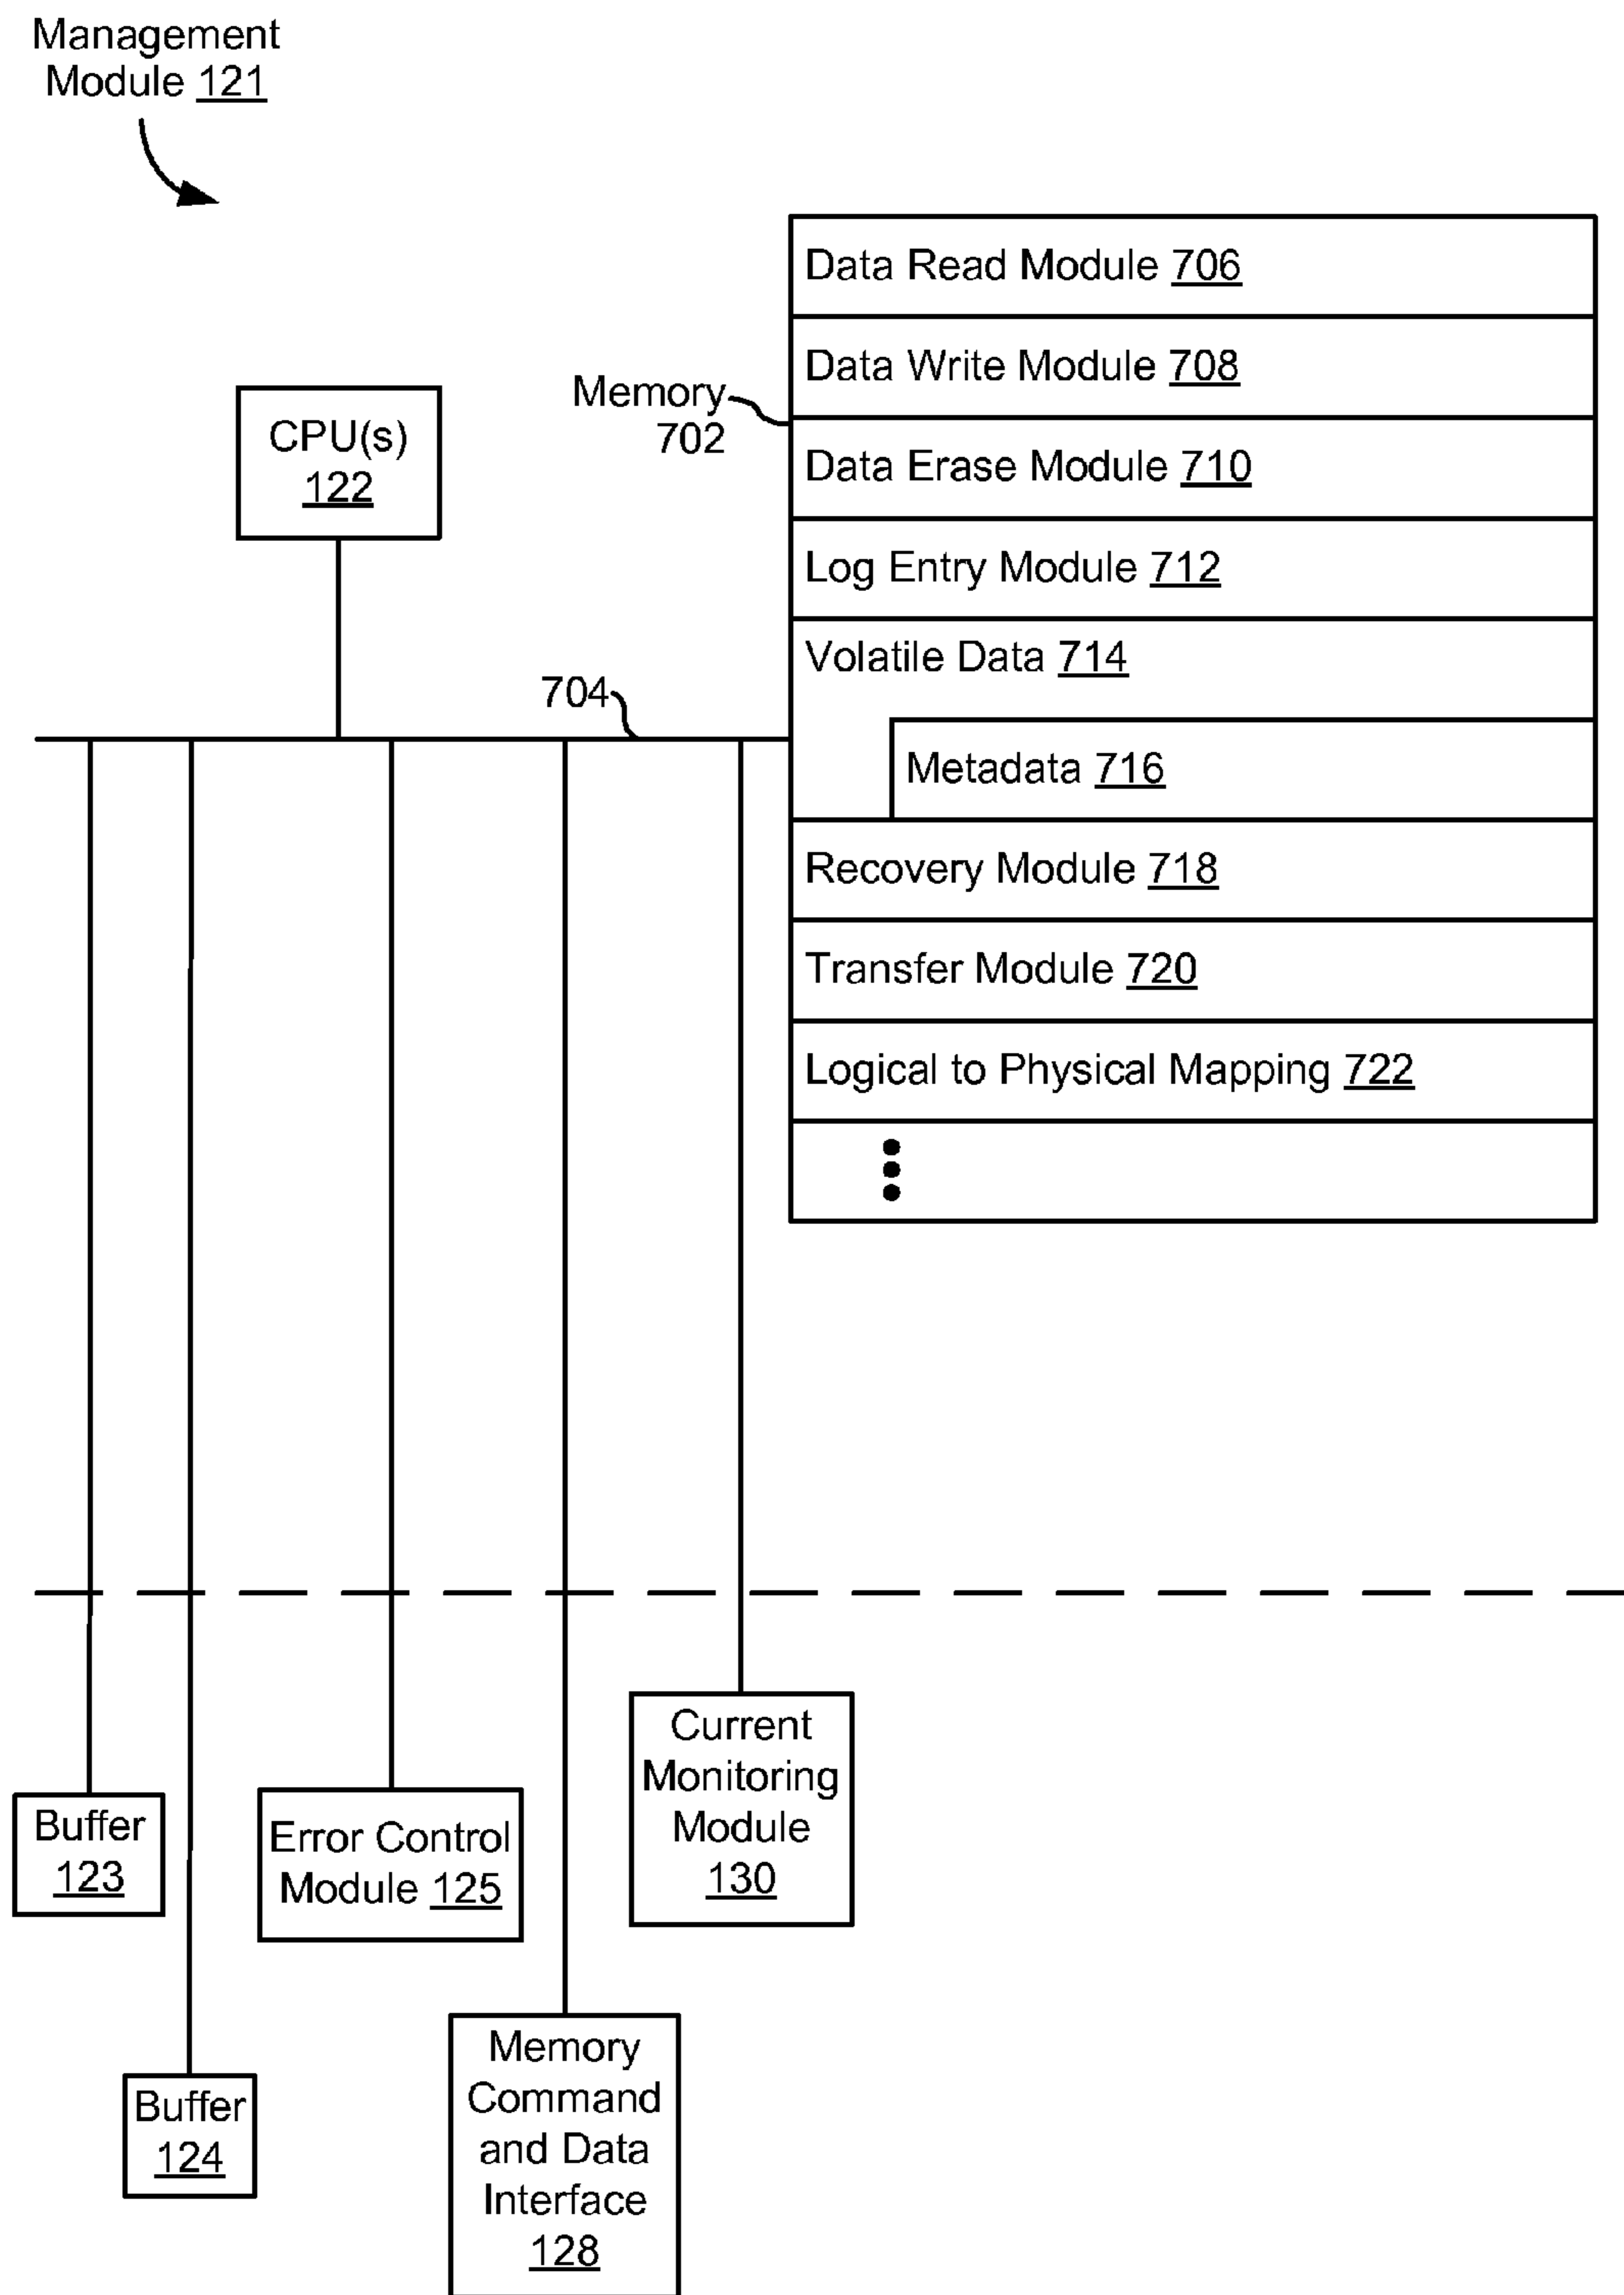 Management
Module 121
Data Read Module 706
Data Write Module 708
Memory
702
CPU(s)
122
Data Erase Module 710
Log Entry Module 712
Volatile Data 714
704
Metadata 716
Recovery Module 718
Transfer Module 720
Logical to Physical Mapping 722
Current
Monitoring
Module
130
Buffer
123
Error Control
Module 125
Memory
Command
and Data
Interface
128
Buffer
124